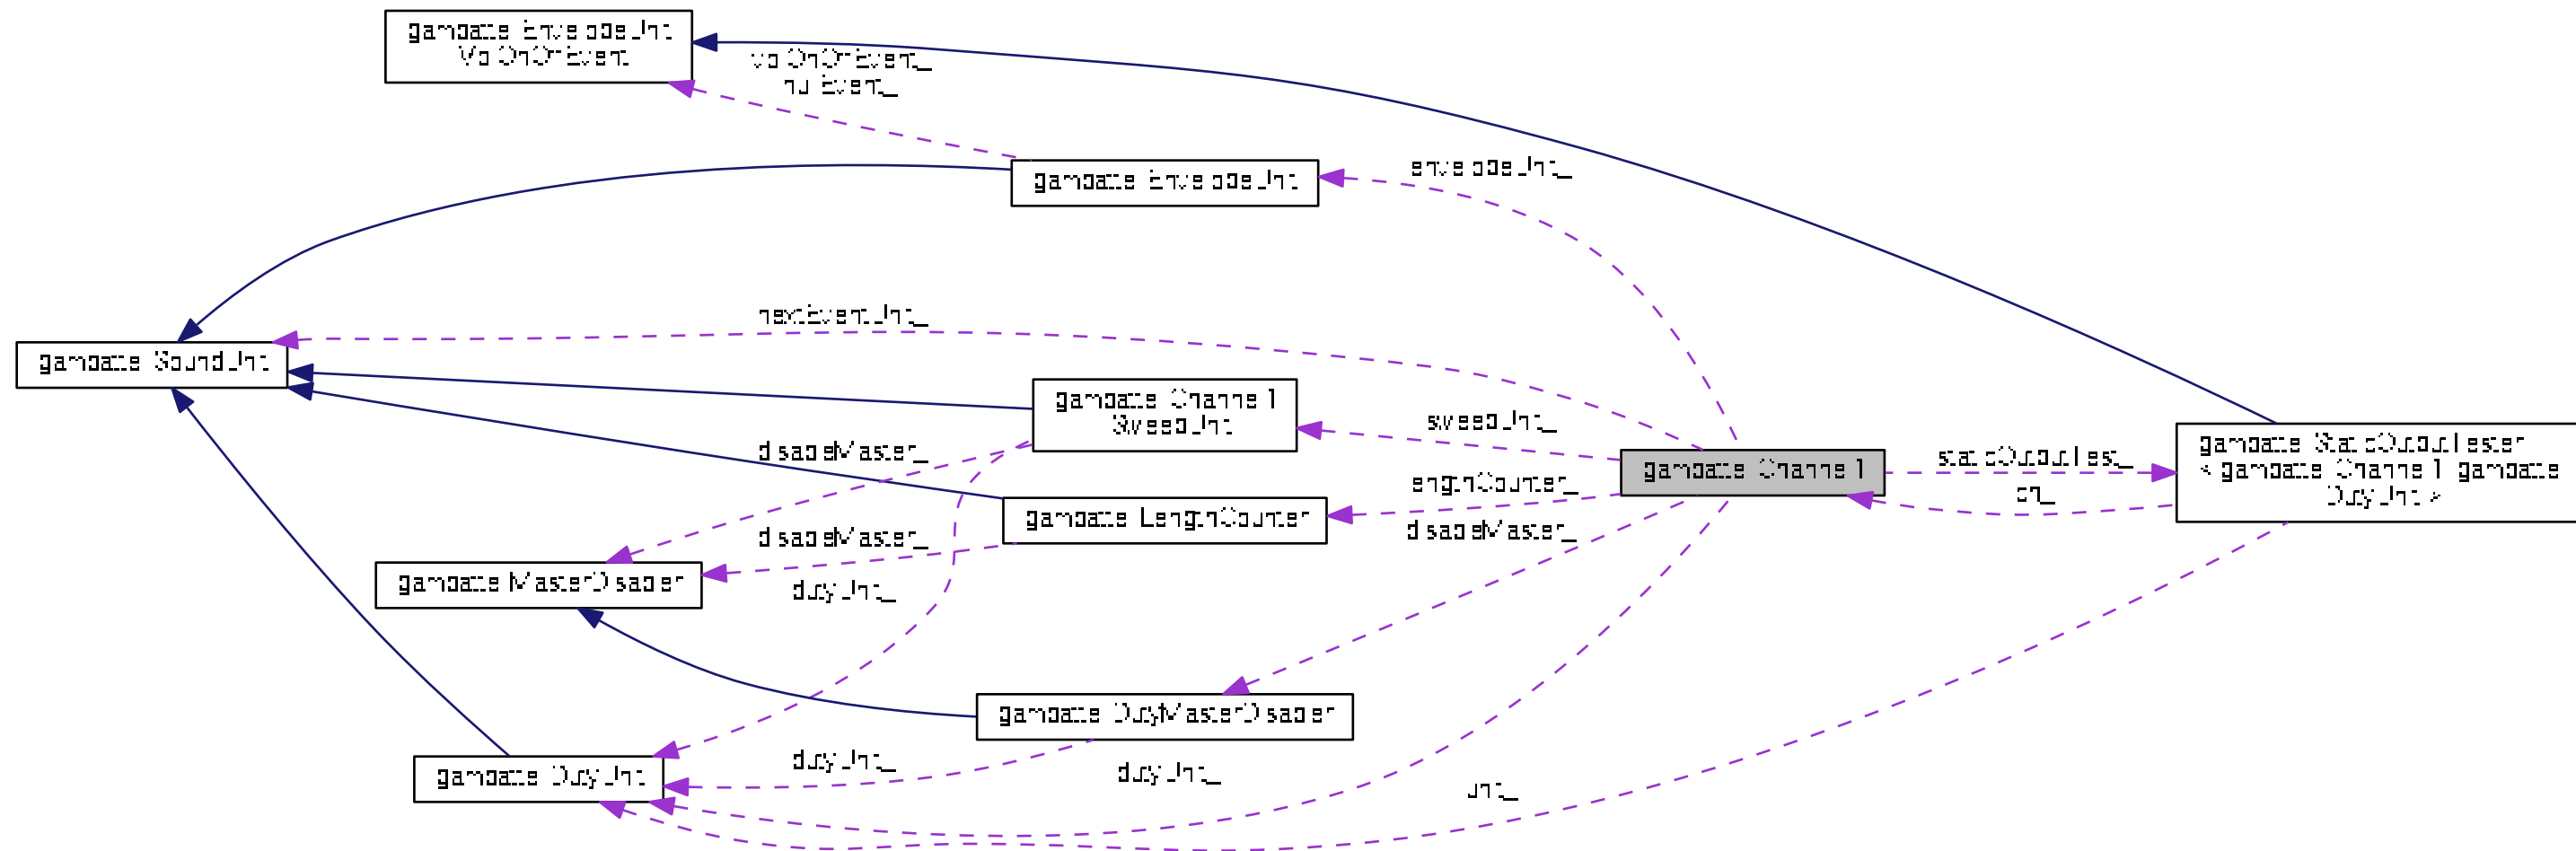 gambatte::EnvelopeUnit
::VolOnOffEvent
volOnOffEvent_
nullEvent_
gambatte::EnvelopeUnit
envelopeUnit_
nextEventUnit_
gambatte::SoundUnit
gambatte::Channel1
::SweepUnit
sweepUnit_
disableMaster_
gambatte::Channel1
staticOutputTest_
gambatte::StaticOutputTester
< gambatte::Channel1, gambatte
::DutyUnit >
lengthCounter_
gambatte::LengthCounter
disableMaster_
disableMaster_
gambatte::MasterDisabler
dutyUnit_
gambatte::DutyMasterDisabler
dutyUnit_
dutyUnit_
gambatte::DutyUnit
unit_